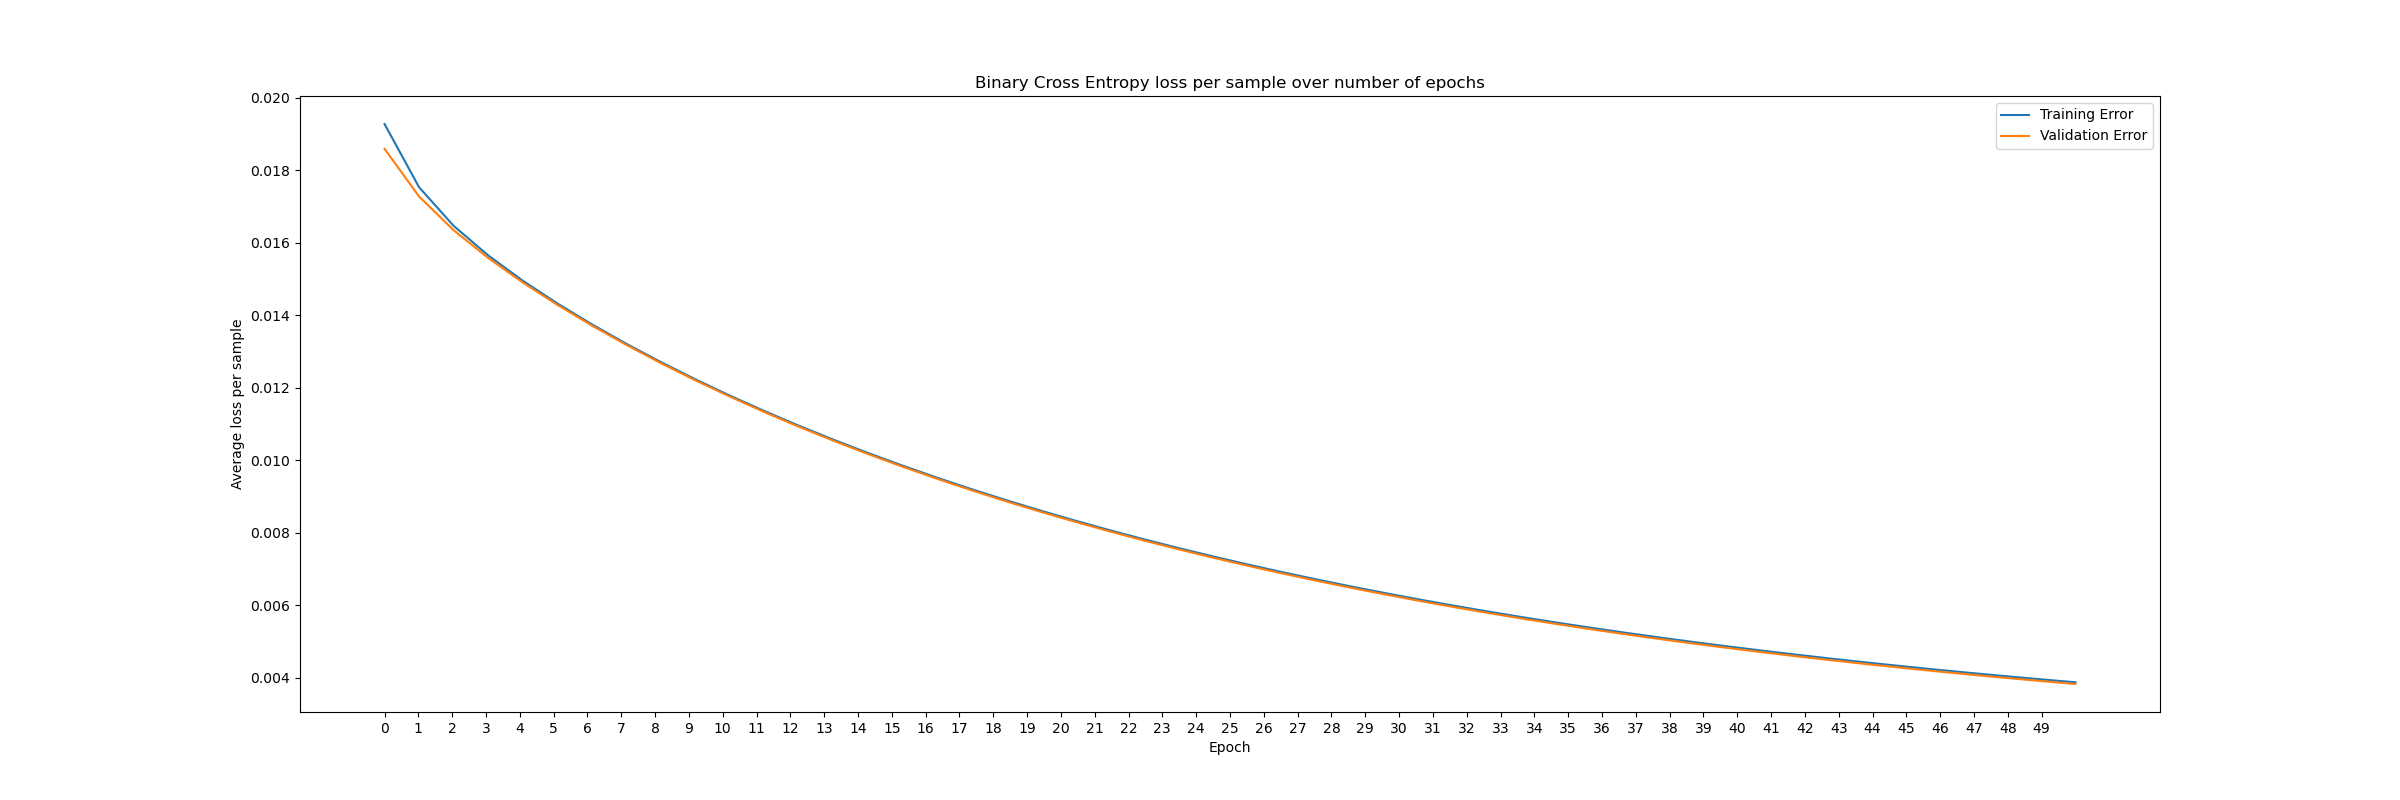 Binary Cross Entropy loss per sample over number of epochs
Training Error
Validation Error
0.020
0.018
0.016
0.014
0.012
0.010
0.008
0.006
0.004
Average loss per sample
0 1 2 3 4 5 6 7 8 9 10 11 12 13 14 15 16 17 18 19 20 21 22 23 24 25 26 27 28 29 30 31 32 33 34 35 36 37 38 39 40 41 42 43 44 45 46 47 48 49
Epoch